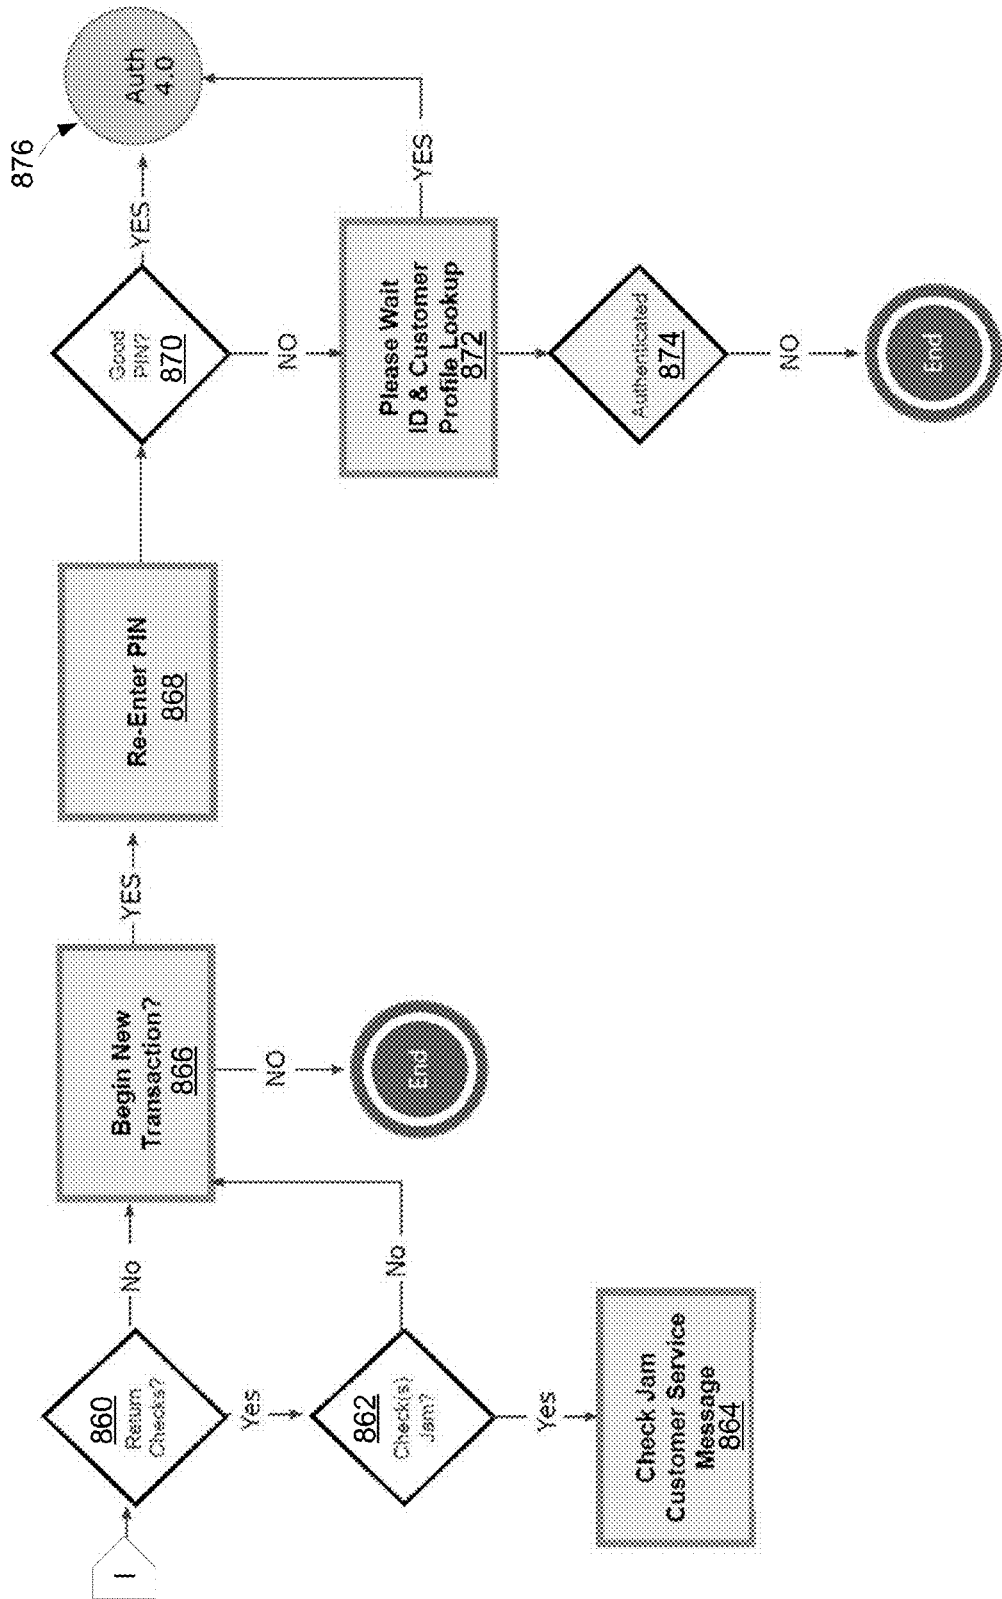 I
860
Return
Checks?
No
Yes
862
Check(s)
Jam?
No
Yes
Check Jam
Customer Service
Message
864
Begin New
Transaction?
866
NO
End
YES
Re-Enter PIN
868
Good
PIN?
870
YES
NO
Please Wait
ID & Customer
Profile Lookup
872
YES
Authenticated
874
NO
End
Auth
4.0
876